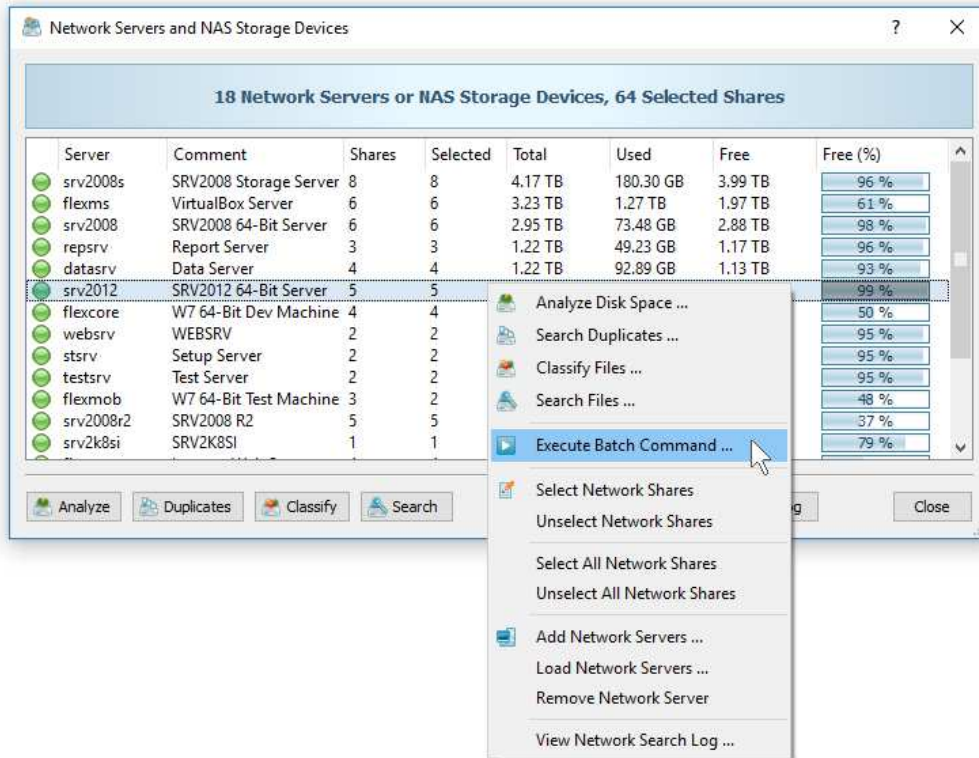 Network Servers and NAS Storage Devices ?
18 Network Servers or NAS Storage Devices, 64 Selected Shares
Server Comment Shares Selected Total Used Free Free (%)
srv2008s SRV2008 Storage Server 8 8 4.17 TB 180.30 GB 3.99 TB 96 %
flexms VirtualBox Server 6 6 3.23 TB 1.27 TB 1.97 TB 61 %
srv2008 SRV2008 64-Bit Server 6 6 2.95 TB 73.48 GB 2.88 TB 98 %
repsrv Report Server 3 3 1.22 TB 49.23 GB 1.17 TB 96 %
datasrv Data Server 4 4 1.22 TB 92.89 GB 1.13 TB 93 %
srv2012 SRV2012 64-Bit Server 5 5 99 %
flexcore W7 64-Bit Dev Machine 4 4 50 %
websrv WEBSRV 2 2 95 %
stsrv Setup Server 2 2 95 %
testsrv Test Server 2 2 95 %
flexmob W7 64-Bit Test Machine 3 2 48 %
srv2008r2 SRV2008 R2 5 5 37 %
srv2k8si SRV2K8SI 1 1 79 %
Analyze Duplicates Classify Search Close
Analyze Disk Space ...
Search Duplicates ...
Classify Files ...
Search Files ...
Execute Batch Command ...
Select Network Shares
Unselect Network Shares
Select All Network Shares
Unselect All Network Shares
Add Network Servers ...
Load Network Servers ...
Remove Network Server
View Network Search Log ...